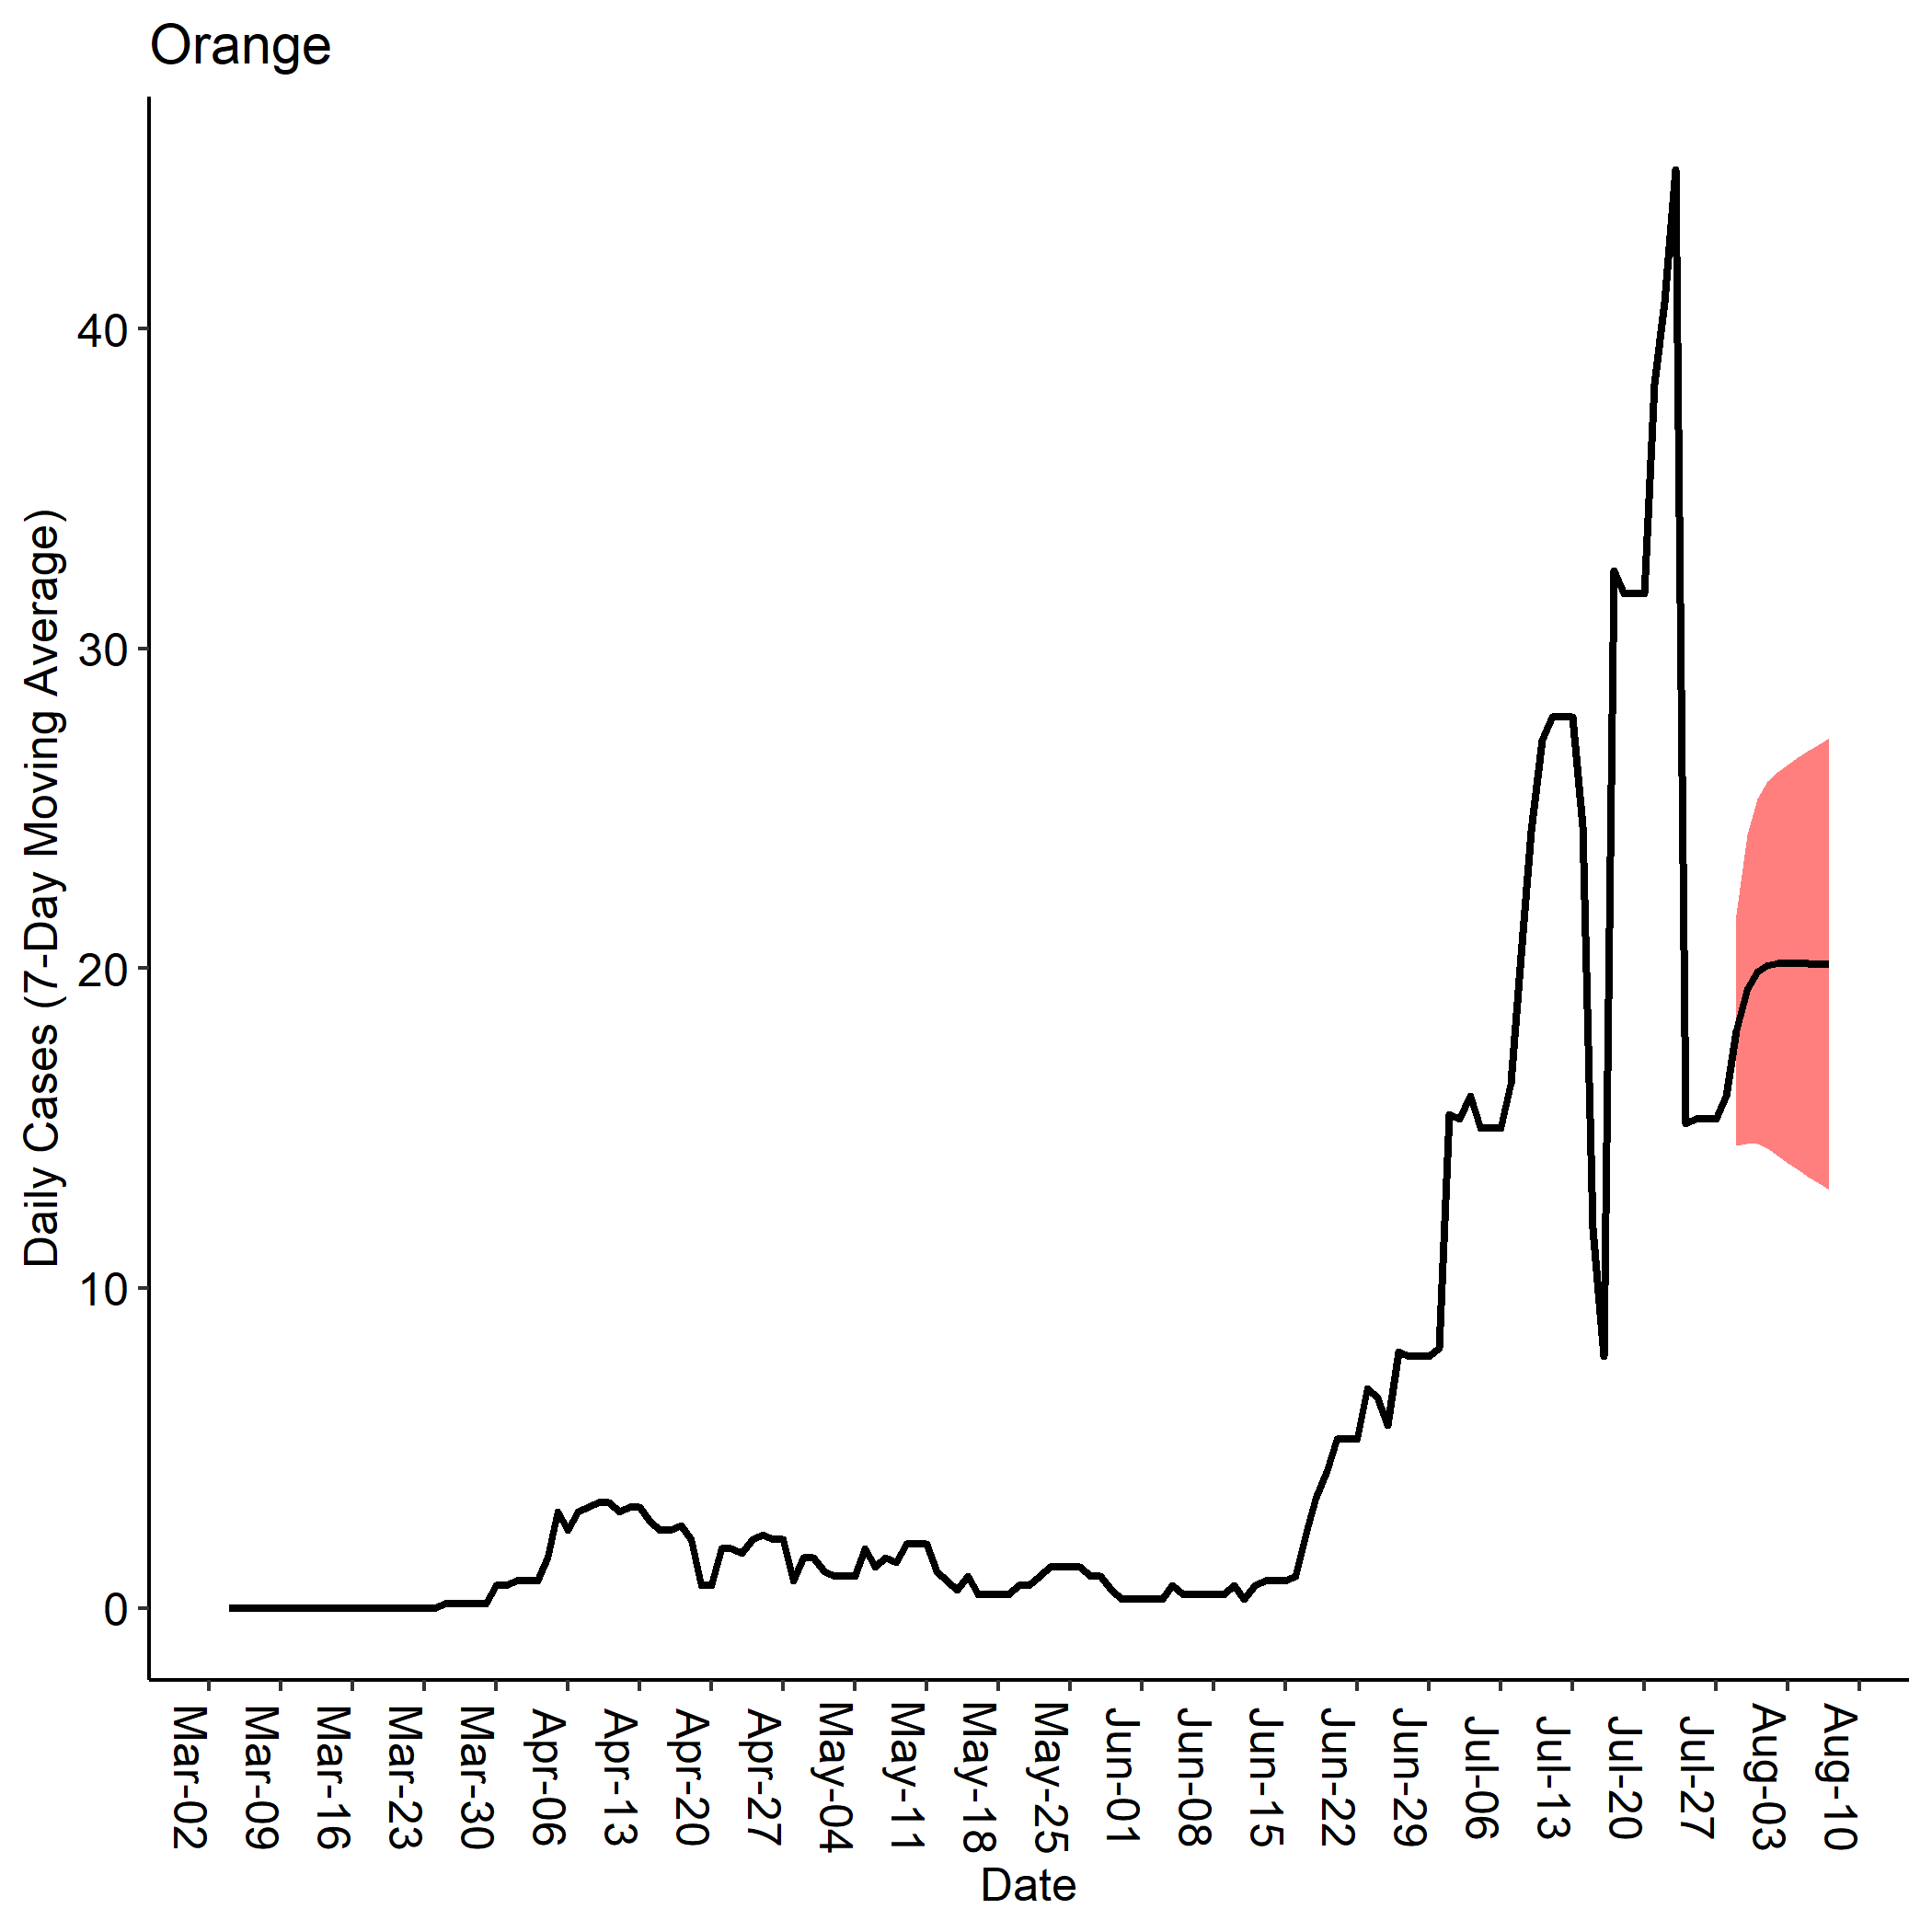 Orange
Daily Cases (7-Day Moving Average)
40
30
20
10
0
Mar-02
Mar-09
Mar-16
Mar-23
Mar-30
Apr-06
Apr-13
Apr-20
Apr-27
May-04
May-11
May-18
May-25
Jun-01
Jun-08
Jun-15
Jun-22
Jun-29
Jul-06
Jul-13
Jul-20
Jul-27
Aug-03
Aug-10
Date